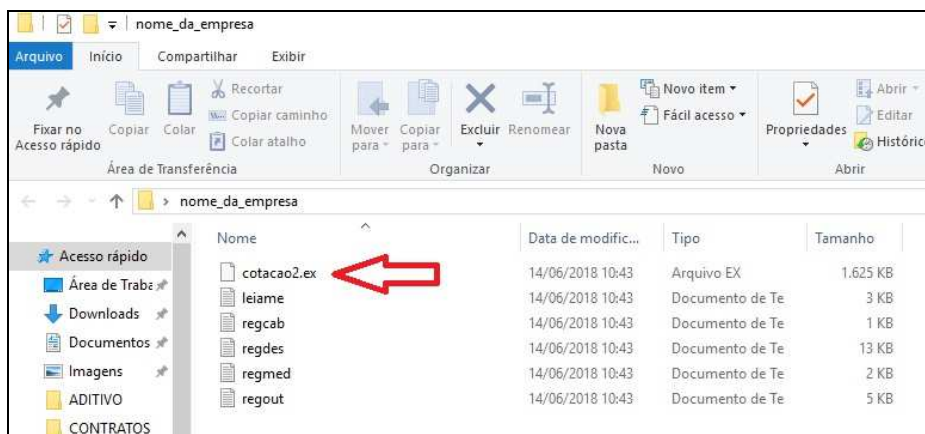 nome_da_empresa
Arquivo Início Compartilhar Exibir
Fixar no Acesso rápido
Copiar
Colar
Recortar
Copiar caminho
Colar atalho
Área de Transferência
Mover para
Copiar para
Excluir
Renomear
Organizar
Nova pasta
Novo item
Fácil acesso
Novo
Propriedades
Abrir
Editar
Históric
Abrir
nome_da_empresa
Nome Data de modific... Tipo Tamanho
Acesso rápido
Área de Traba
Downloads
Documentos
Imagens
ADITIVO
CONTRATOS
cotacao2.ex 14/06/2018 10:43 Arquivo EX 1.625 KB
leiame 14/06/2018 10:43 Documento de Te 3 KB
regcab 14/06/2018 10:43 Documento de Te 1 KB
regdes 14/06/2018 10:43 Documento de Te 13 KB
regmed 14/06/2018 10:43 Documento de Te 2 KB
regout 14/06/2018 10:43 Documento de Te 5 KB